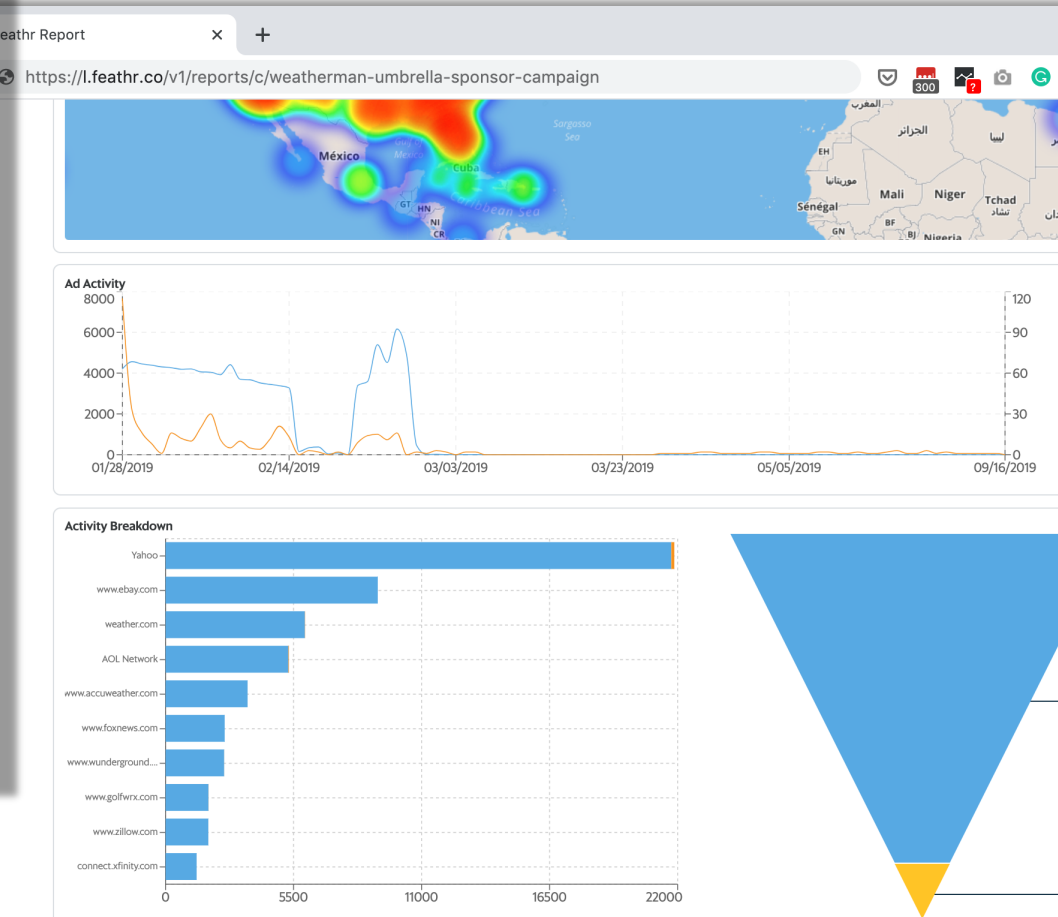 eathr Report
https://l.feathr.co/v1/reports/c/weatherman-umbrella-sponsor-campaign
300
?
المغرب
Sargasso
Sea
الجزائر
ليبيا
México
Gulf of
Mexico
EH
Cuba
موريتانيا
Mali
Niger
Tchad
تشاد
Sénégal
GT
HN
Caribbean Sea
NI
BF
GN
BJ
Nigeria
CR
Ad Activity
8000
6000
4000
2000
0
120
90
60
30
0
01/28/2019
02/14/2019
03/03/2019
03/23/2019
05/05/2019
09/16/2019
Activity Breakdown
Yahoo
www.ebay.com
weather.com
AOL Network
www.accuweather.com
www.foxnews.com
www.wunderground....
www.golfwrx.com
www.zillow.com
connect.xfinity.com
0
5500
11000
16500
22000